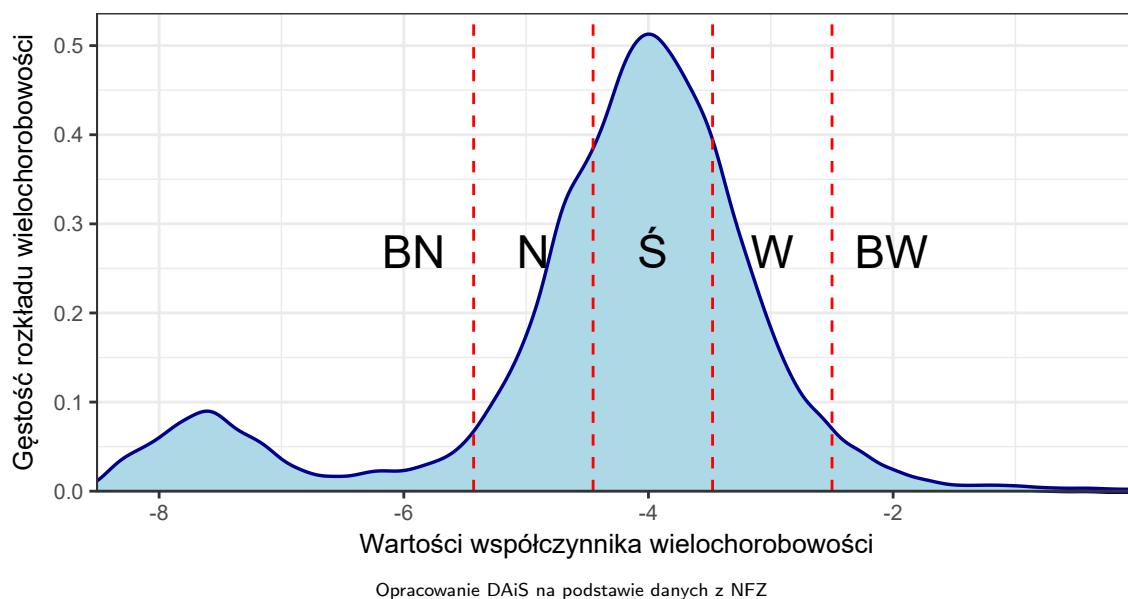 Gęstość rozkładu wielochorobowości
0.5
0.4
0.3
0.2
0.1
0.0
BN N Ś W BW
-8 -6 -4 -2
Wartości współczynnika wielochorobowości
Opracowanie DAiS na podstawie danych z NFZ